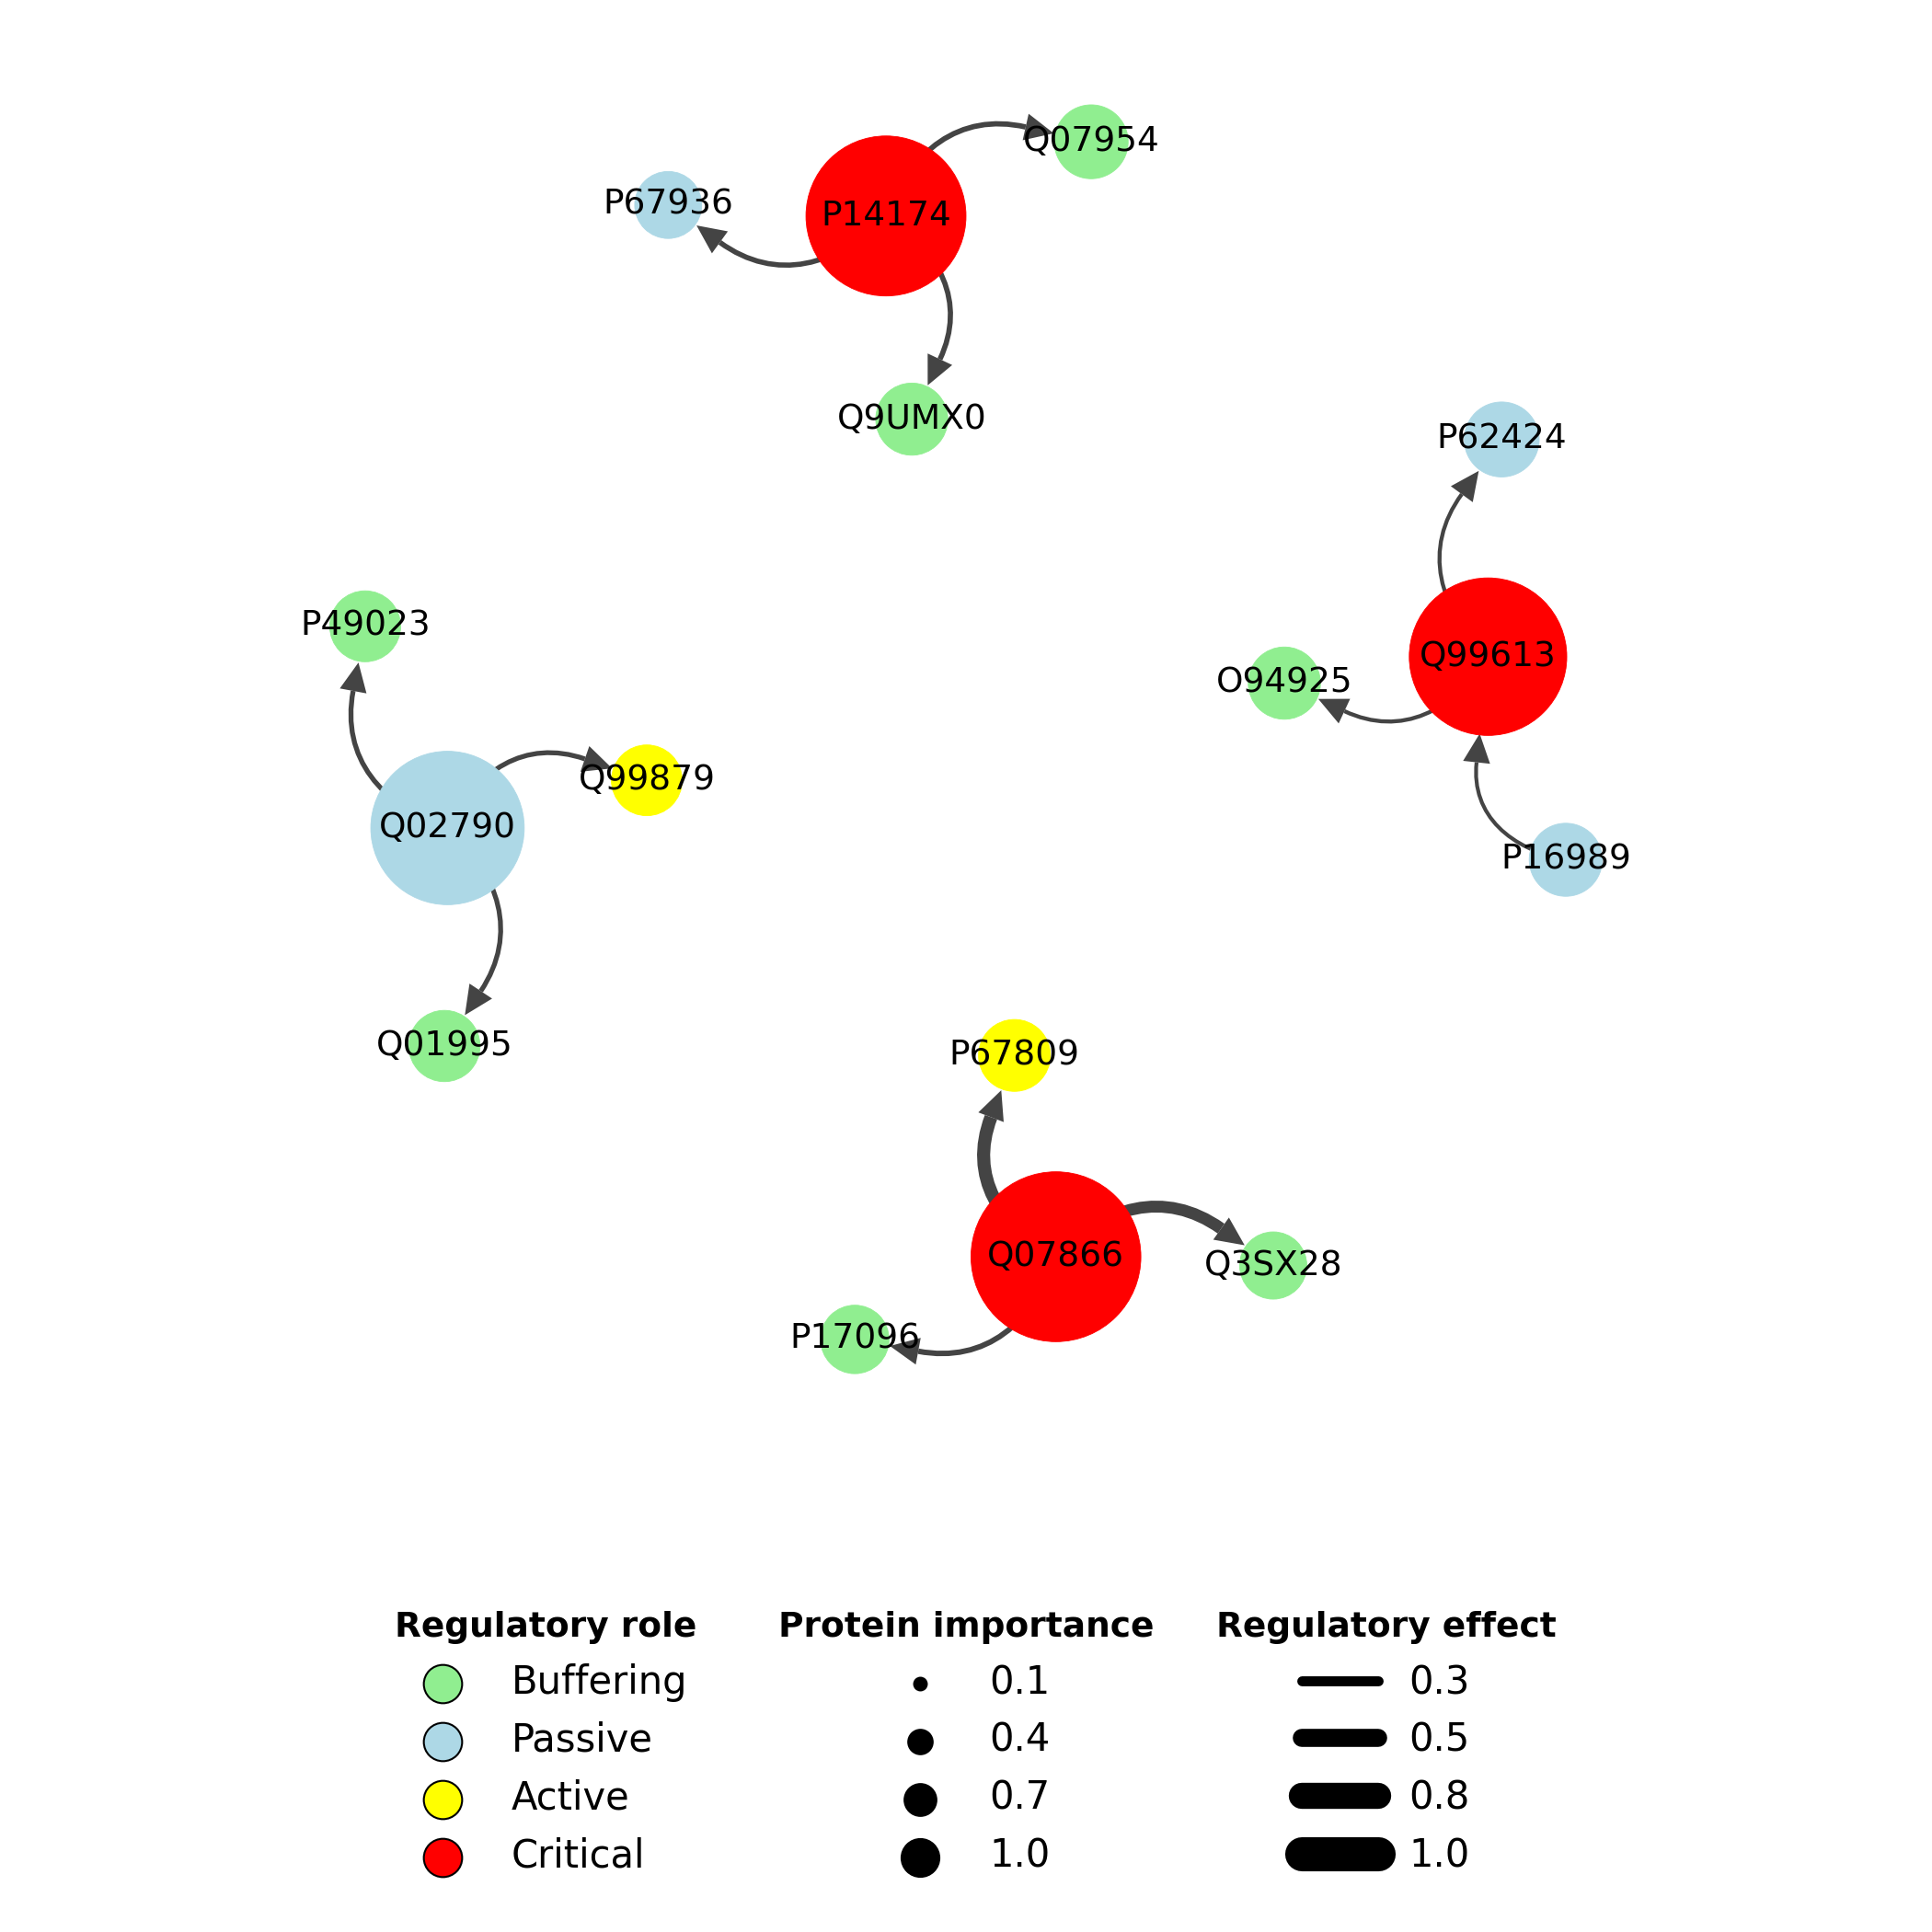 Q07954
P67936
P14174
Q9UMX0
P62424
P49023
Q99613
O94925
Q99879
Q02790
P16989
Q01995
P67809
Q07866
Q3SX28
P17096
Regulatory role
Buffering
Passive
Active
Critical
Protein importance
0.1
0.4
0.7
1.0
Regulatory effect
0.3
0.5
0.8
1.0